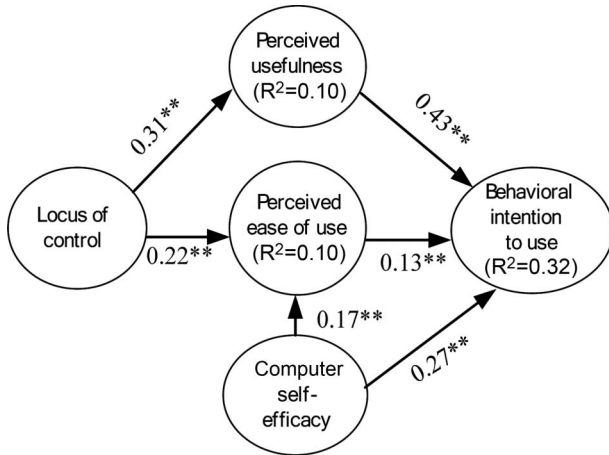 Perceived
usefulness
(R²=0.10)
0.31**
0.43**
Locus of
control
Perceived
ease of use
(R²=0.10)
Behavioral
intention
to use
(R²=0.32)
0.22**
0.13**
0.17**
0.27**
Computer
self-
efficacy